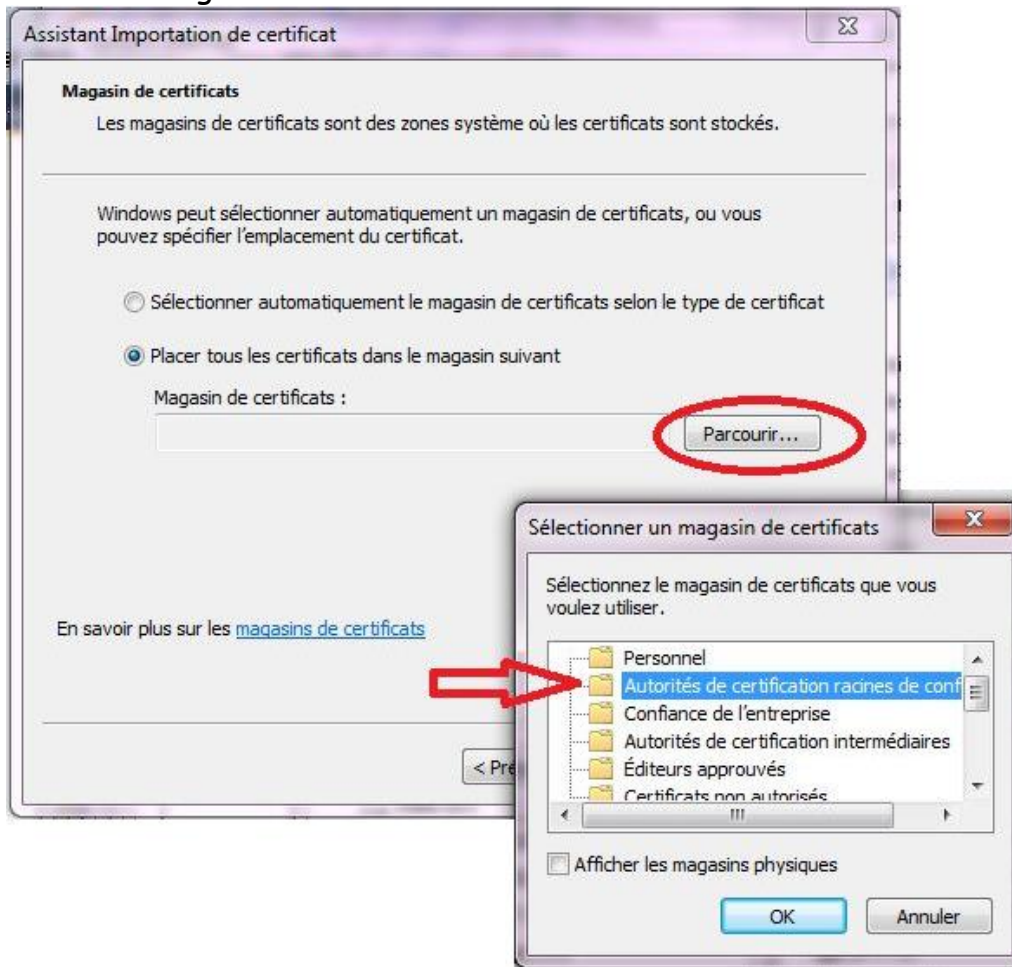 Assistant Importation de certificat
Magasin de certificats
Les magasins de certificats sont des zones système où les certificats sont stockés.
Windows peut sélectionner automatiquement un magasin de certificats, ou vous
pouvez spécifier l'emplacement du certificat.
Sélectionner automatiquement le magasin de certificats selon le type de certificat
Placer tous les certificats dans le magasin suivant
Magasin de certificats :
Parcourir...
En savoir plus sur les magasins de certificats
< Pré
Sélectionner un magasin de certificats
Sélectionnez le magasin de certificats que vous
voulez utiliser.
Personnel
Autorités de certification racines de conf
Confiance de l'entreprise
Autorités de certification intermédiaires
Éditeurs approuvés
Certificats non autorisés
Afficher les magasins physiques
OK
Annuler